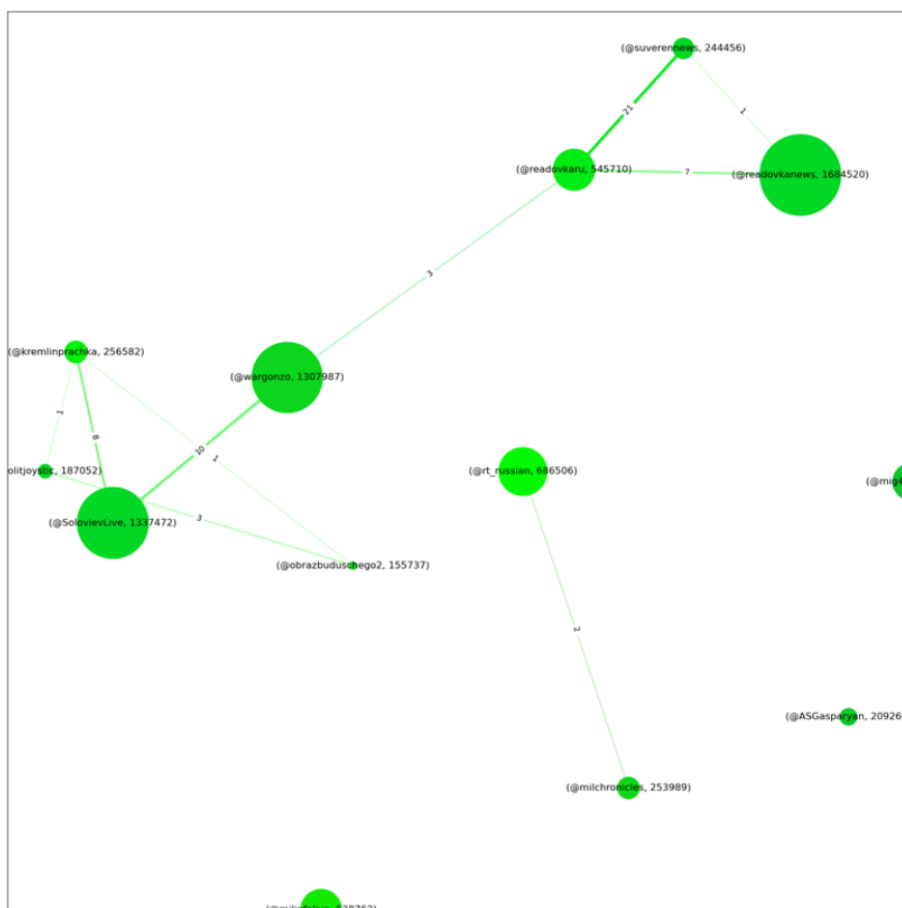 (@suverennews, 244456)
21
1
(@readovkaru, 545710)
7
(@readovkanews, 1684520)
3
(@kremlinprachka, 256582)
(@wargonzo, 1307987)
1
8
10
1
olitjoystic, 187052)
(@rt_russian, 686506)
(@mig4
(@SolovievLive, 1337472)
3
(@obrazbuduschego2, 155737)
2
(@ASGasparyan, 20926
(@milchronicles, 253989)